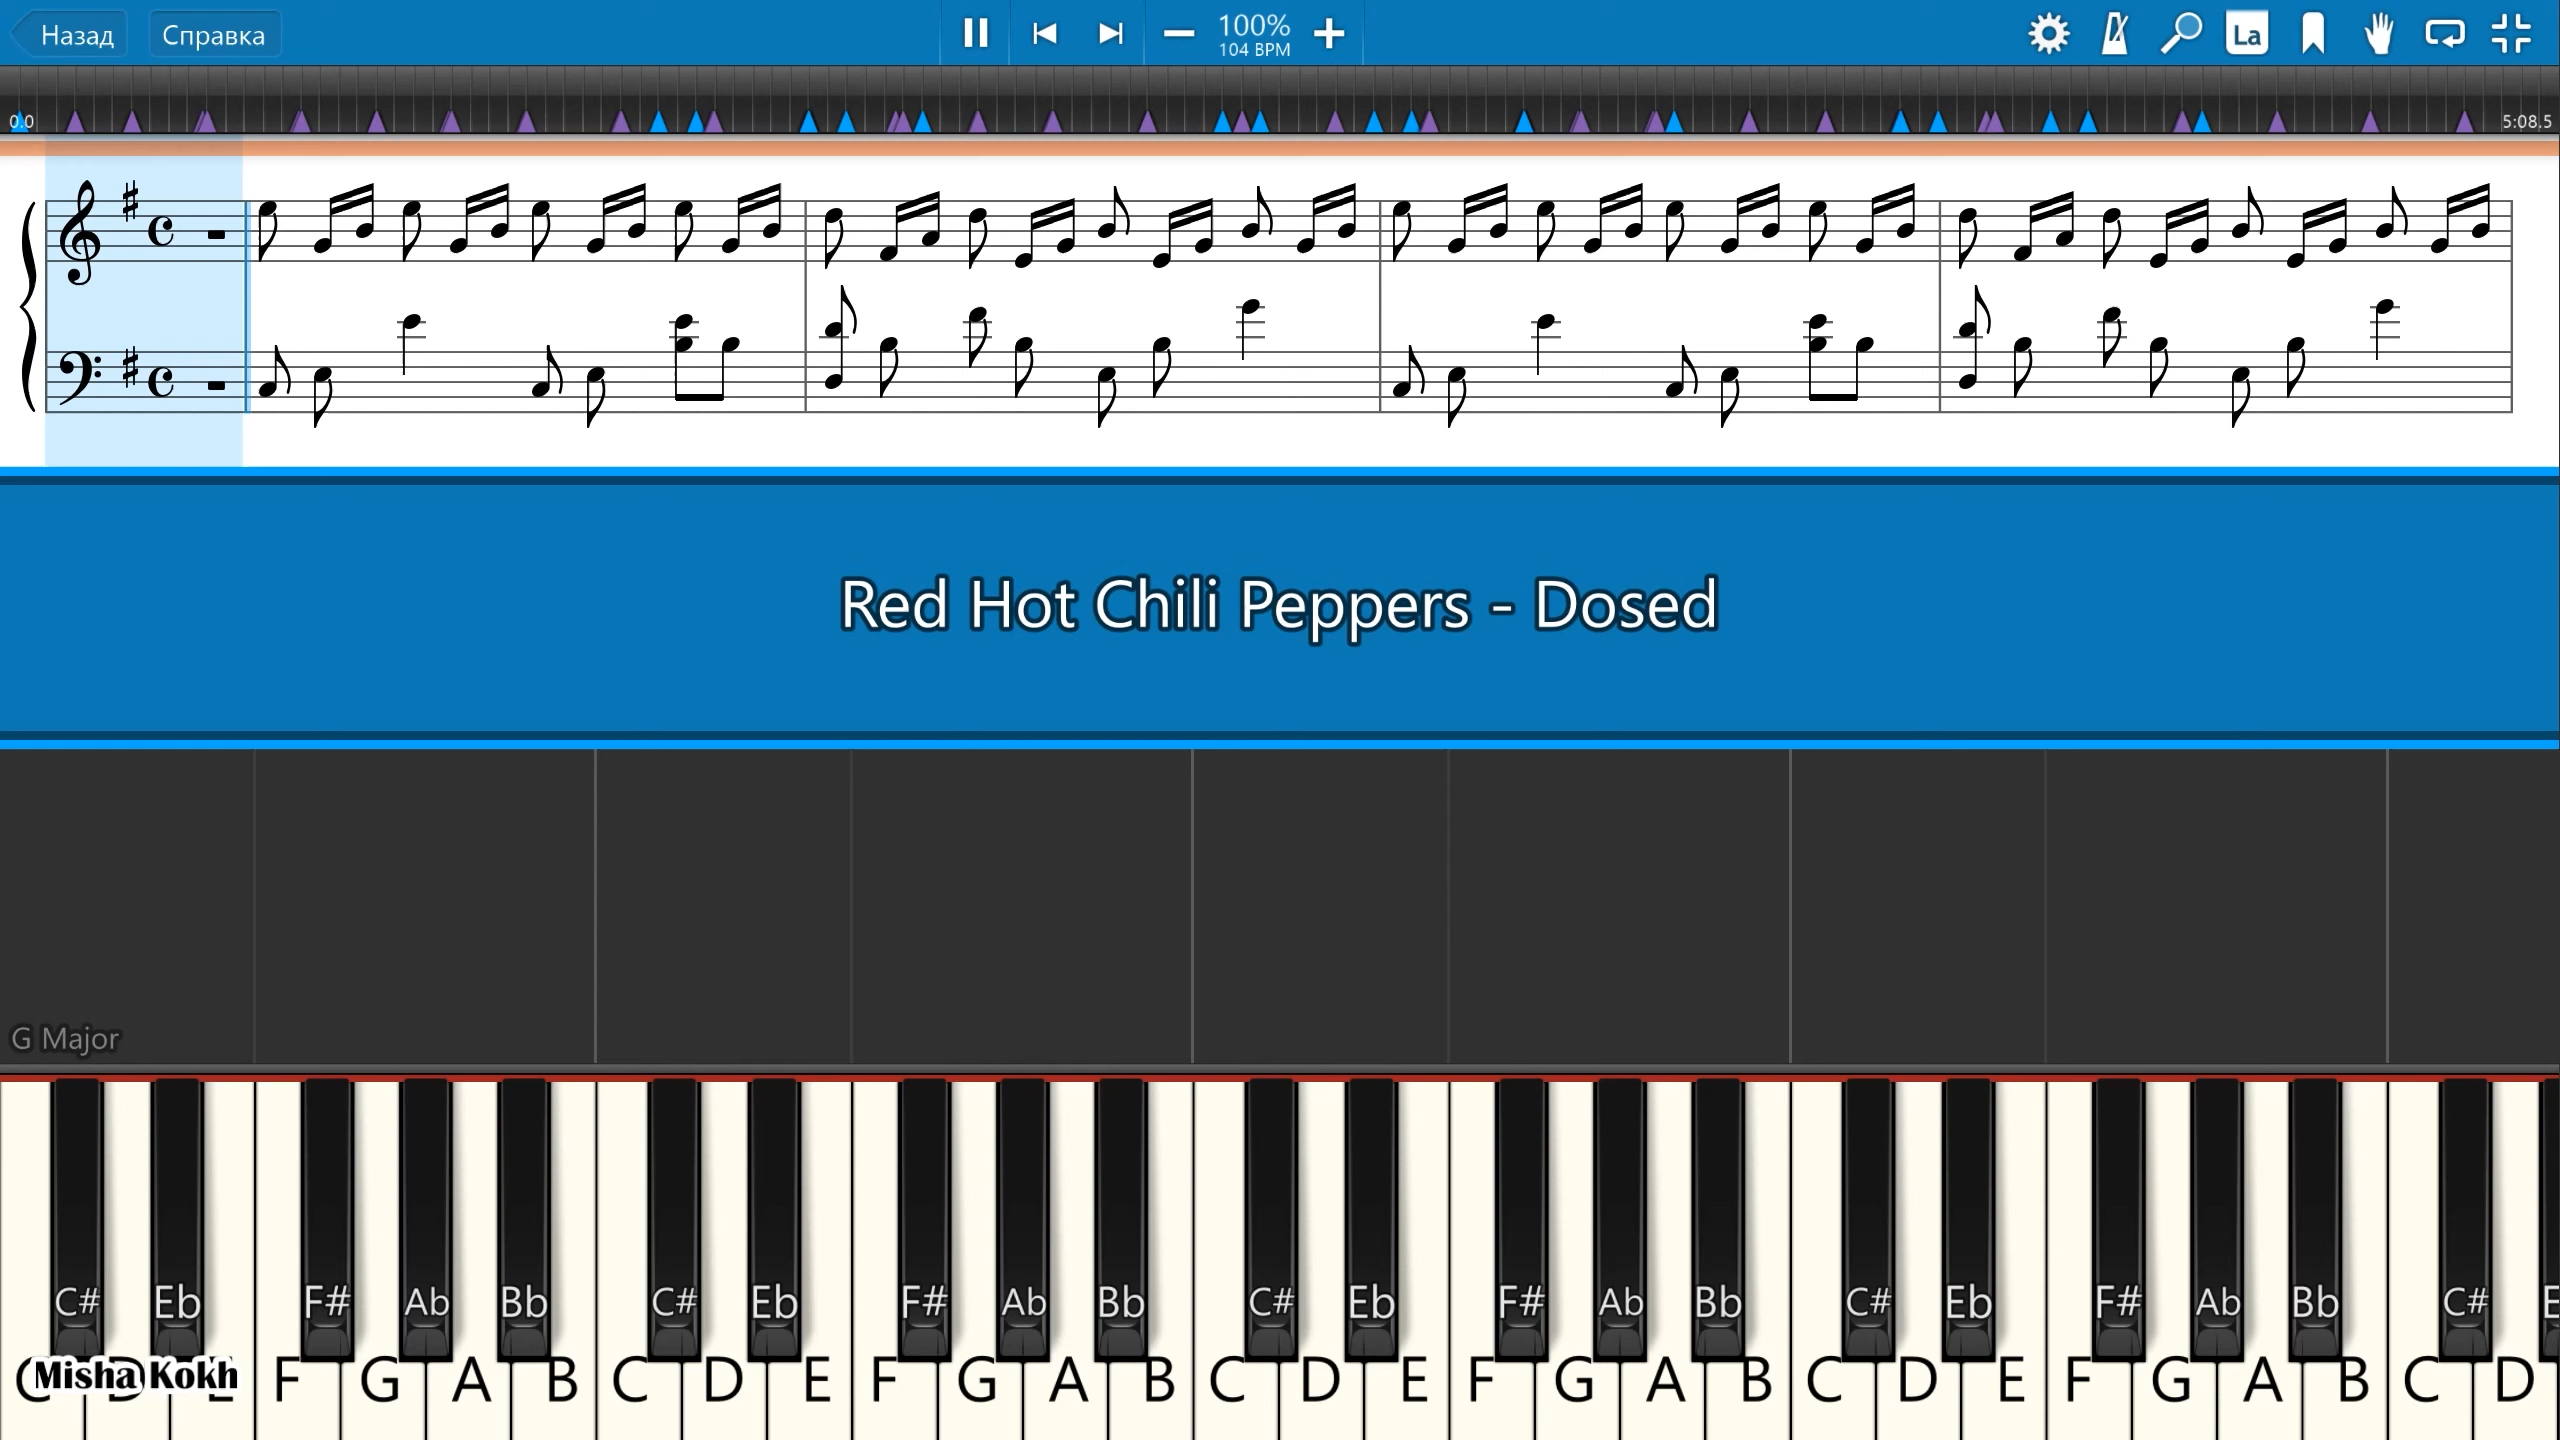 Назад Справка 100% La
104 BPM
0.0 5:08.5
Red Hot Chili Peppers - Dosed
G Major
C# Eb F# Ab Bb C# Eb F# Ab Bb C# Eb F# Ab Bb C# Eb F# Ab Bb C# E
C D E F G A B C D E F G A B C D E F G A B C D E F G A B C D
Misha Kokh